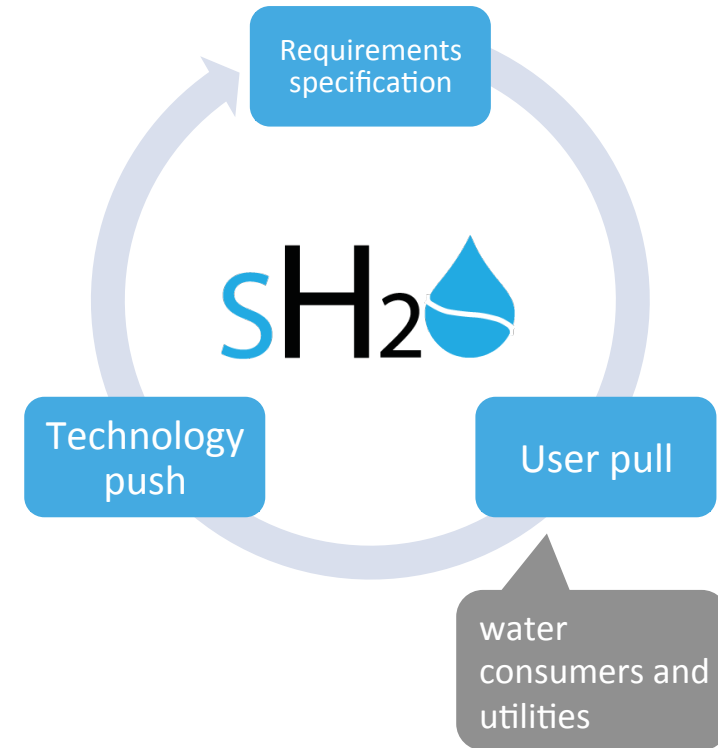 Requirements
specification
sH2O
Technology
push
User pull
water
consumers and
utilities